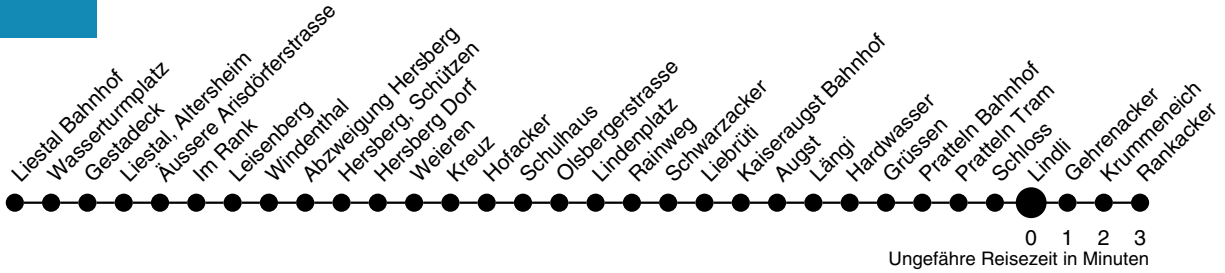 Liestal Bahnhof
Wasserturmplatz
Gestadeck
Liestal, Altersheim
Äussere Arisdörferstrasse
Im Rank
Leisenberg
Windenthal
Abzweigung Hersberg
Hersberg, Schützen
Hersberg Dorf
Weieren
Kreuz
Hofacker
Schulhaus
Olsbergerstrasse
Lindenplatz
Rainweg
Schwarzacker
Liebrüti
Kaiseraugst Bahnhof
Augst
Längi
Hardwasser
Grüssen
Pratteln Bahnhof
Pratteln Tram
Schloss
Lindli
Gehrenacker
Krummeneich
Rankacker
0 1 2 3
Ungefähre Reisezeit in Minuten